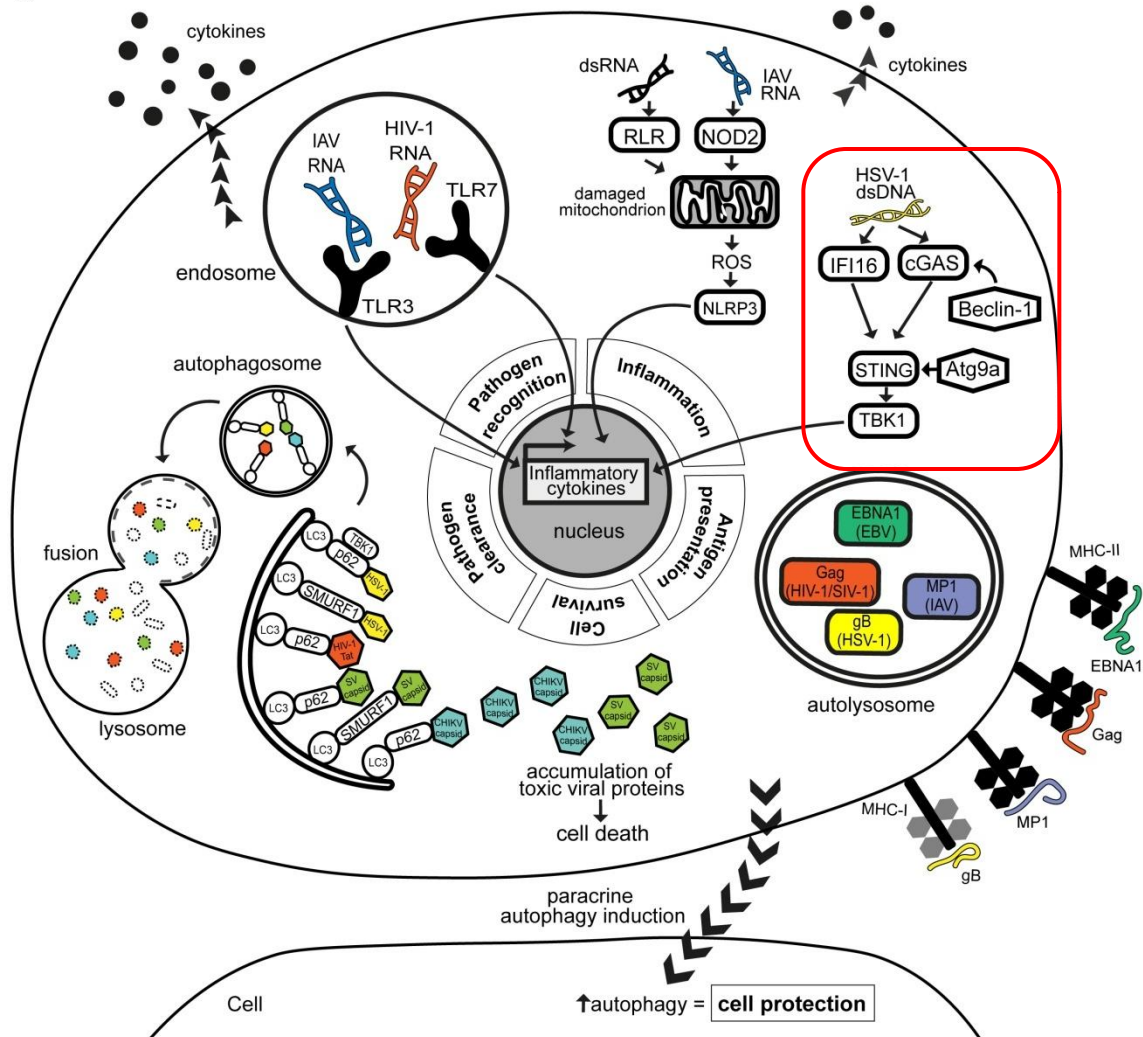 cytokines
cytokines
dsRNA
IAV
RNA
RLR
NOD2
damaged
mitochondrion
ROS
NLRP3
IAV
RNA
HIV-1
RNA
TLR7
TLR3
endosome
HSV-1
dsDNA
IFI16
cGAS
Beclin-1
STING
Atg9a
TBK1
autophagosome
Pathogen
recognition
Inflammation
Pathogen
clearance
Antigen
presentation
Cell
survival
Inflammatory
cytokines
nucleus
fusion
lysosome
LC3
p62
TBK1
HSV-1
LC3
SMURF1
HSV-1
LC3
p62
HIV-1
Tat
LC3
p62
SV
capsid
LC3
SMURF1
SV
capsid
LC3
p62
CHIKV
capsid
CHIKV
capsid
CHIKV
capsid
CHIKV
capsid
SV
capsid
SV
capsid
SV
capsid
accumulation of
toxic viral proteins
cell death
EBNA1
(EBV)
Gag
(HIV-1/SIV-1)
MP1
(IAV)
gB
(HSV-1)
autolysosome
MHC-II
EBNA1
Gag
MP1
MHC-I
gB
paracrine
autophagy induction
Cell
↑autophagy = cell protection